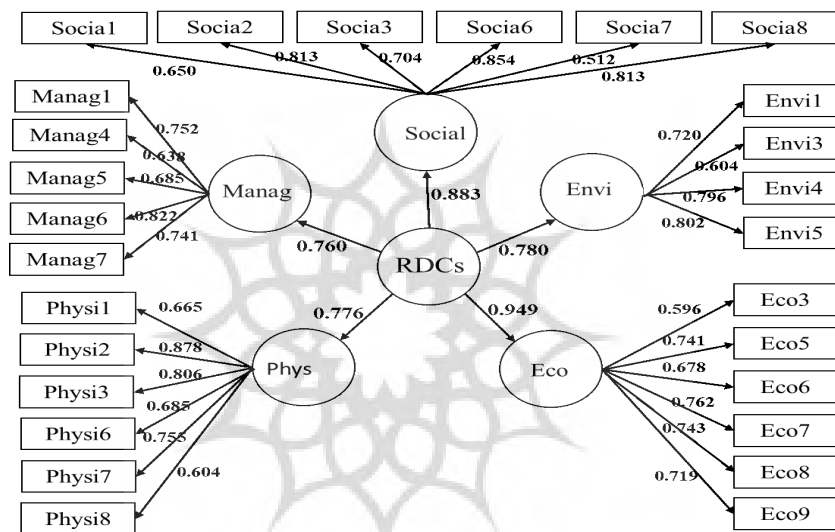 Socia1 Socia2 Socia3 Socia6 Socia7 Socia8
0.650 0.813 0.704 0.854 0.512 0.813
Social
0.883
Manag1
Manag4
Manag5
Manag6
Manag7
0.752
0.638
0.685
0.822
0.741
Manag
0.760
Envi1
Envi3
Envi4
Envi5
0.720
0.604
0.796
0.802
Envi
0.780
RDCs
Physi1
Physi2
Physi3
Physi6
Physi7
Physi8
0.665
0.878
0.806
0.685
0.755
0.604
Phys
0.776
Eco3
Eco5
Eco6
Eco7
Eco8
Eco9
0.596
0.741
0.678
0.762
0.743
0.719
Eco
0.949